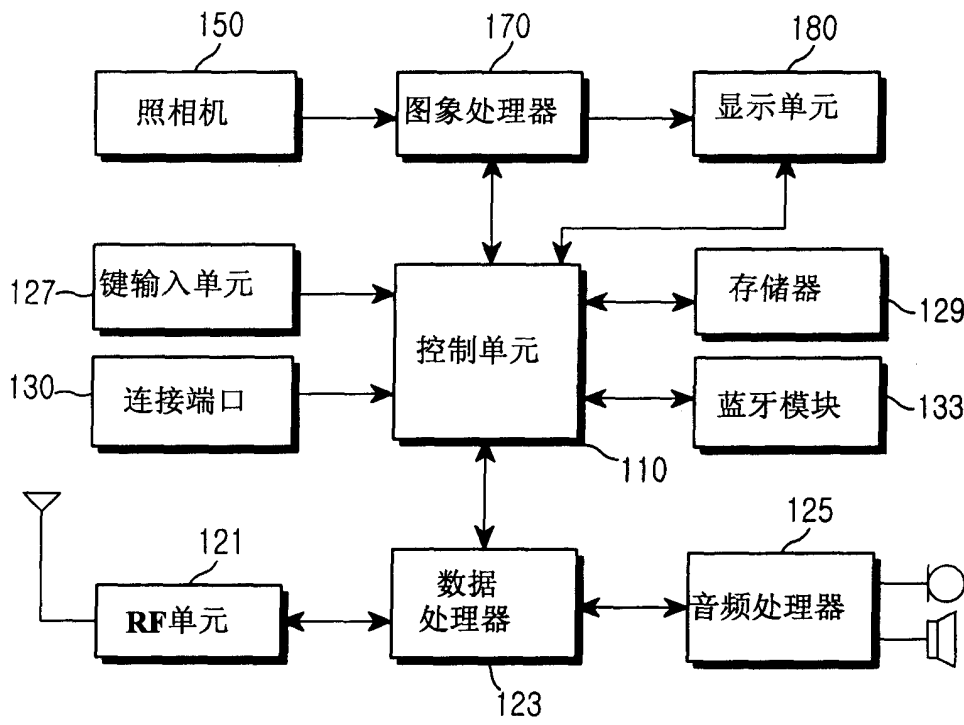 150
170
180
照相机
图象处理器
显示单元
127
键输入单元
存储器
129
控制单元
130
连接端口
蓝牙模块
133
110
121
125
RF单元
数据
处理器
音频处理器
123